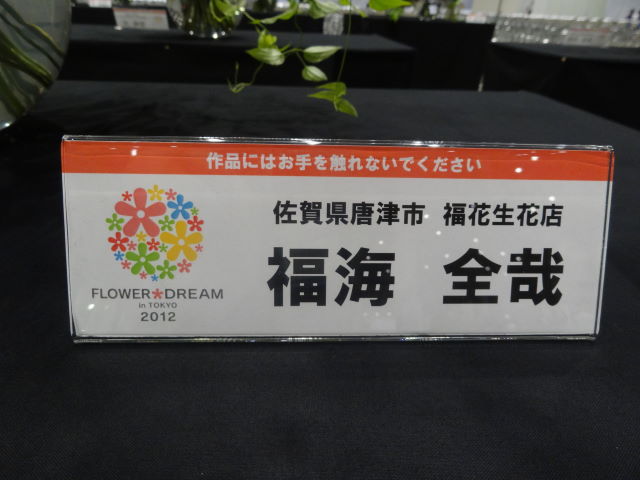 作品にはお手を触れないでください
佐賀県唐津市 福花生花店
福海 全哉
FLOWER*DREAM
in TOKYO
2012